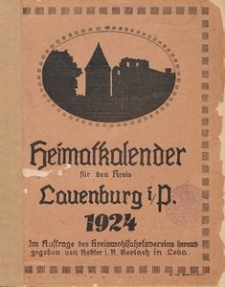 Heimatkalender
für den Kreis
Lauenburg i/P.
1924
Im Auftrage des Kreiswohlfahrtsvereins heraus
gegeben von Rektor i. R. Gerlach in Leba